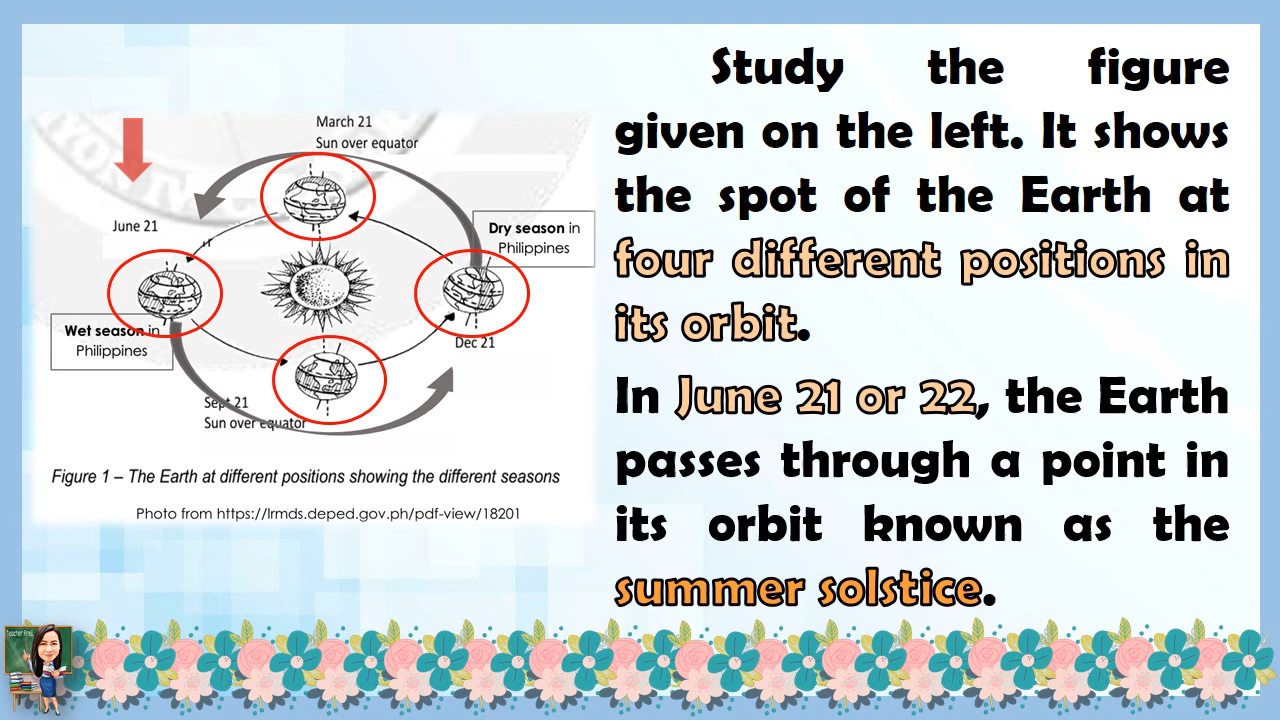 March 21
Sun over equator
June 21
Dry season in
Philippines
Wet season in
Philippines
Dec 21
Sept 21
Sun over equator
Figure 1 – The Earth at different positions showing the different seasons
Photo from https://lrmds.deped.gov.ph/pdf-view/18201
Study the figure
given on the left. It shows
the spot of the Earth at
four different positions in
its orbit.
In June 21 or 22, the Earth
passes through a point in
its orbit known as the
summer solstice.